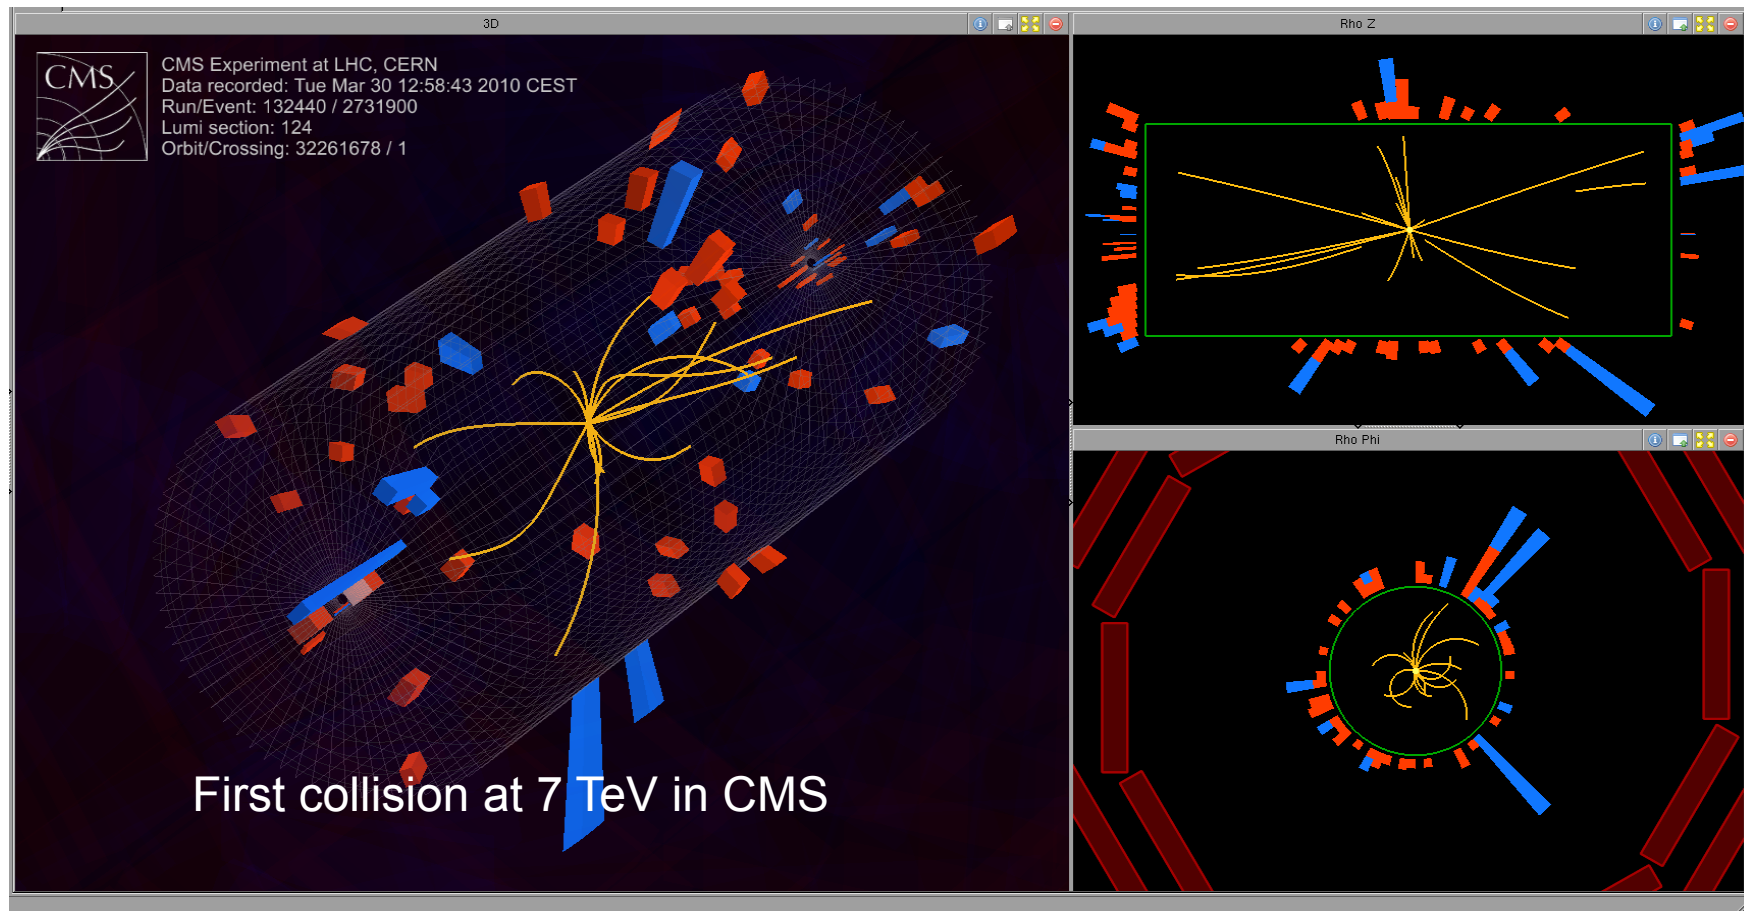 3D
CMS
CMS Experiment at LHC, CERN
Data recorded: Tue Mar 30 12:58:43 2010 CEST
Run/Event: 132440 / 2731900
Lumi section: 124
Orbit/Crossing: 32261678 / 1
First collision at 7 TeV in CMS
Rho Z
Rho Phi